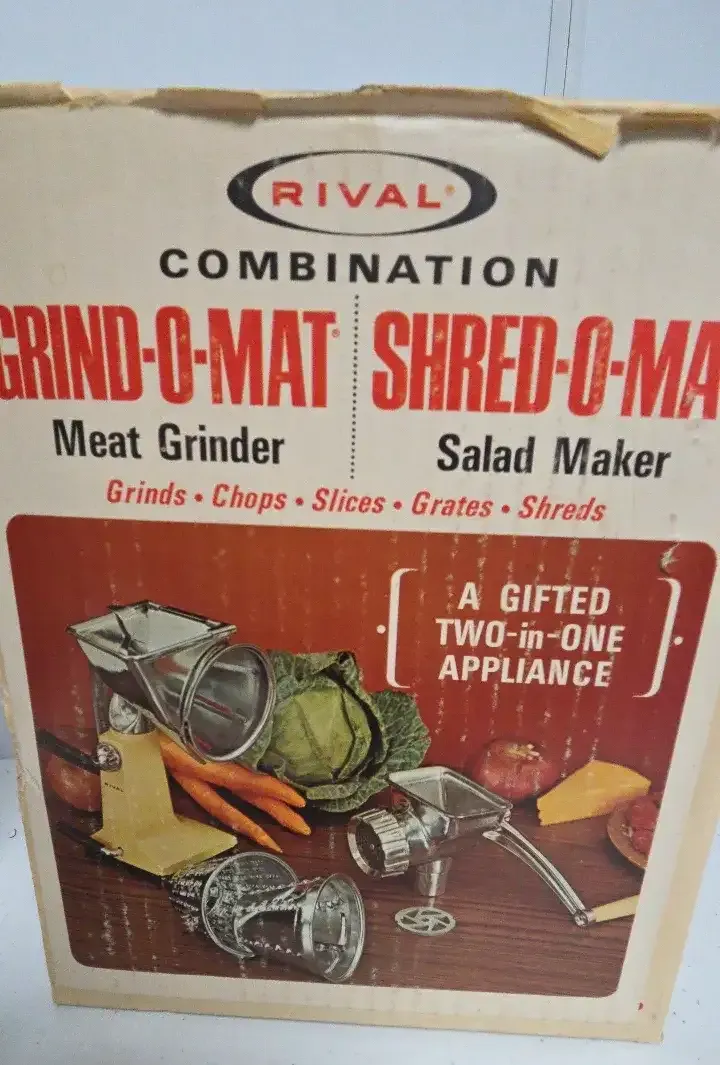 RIVAL®
COMBINATION
GRIND-O-MAT® SHRED-O-MA
Meat Grinder Salad Maker
Grinds • Chops • Slices • Grates • Shreds
A GIFTED
TWO-in-ONE
APPLIANCE
RIVAL